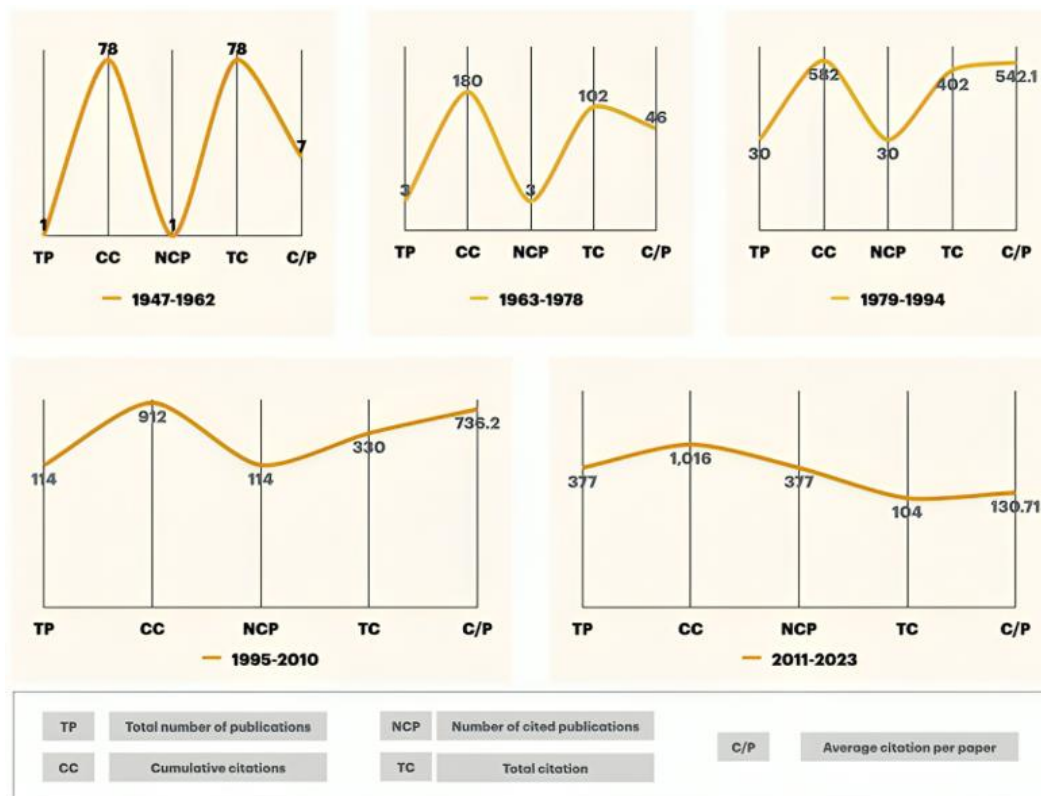 78 78
7
1 1
TP CC NCP TC C/P
1947-1962
180
102
46
3 3
TP CC NCP TC C/P
1963-1978
582 402 542.1
30 30
TP CC NCP TC C/P
1979-1994
912
736.2
330
114 114
TP CC NCP TC C/P
1995-2010
1,016
377 377
104 130.71
TP CC NCP TC C/P
2011-2023
TP Total number of publications
CC Cumulative citations
NCP Number of cited publications
TC Total citation
C/P Average citation per paper